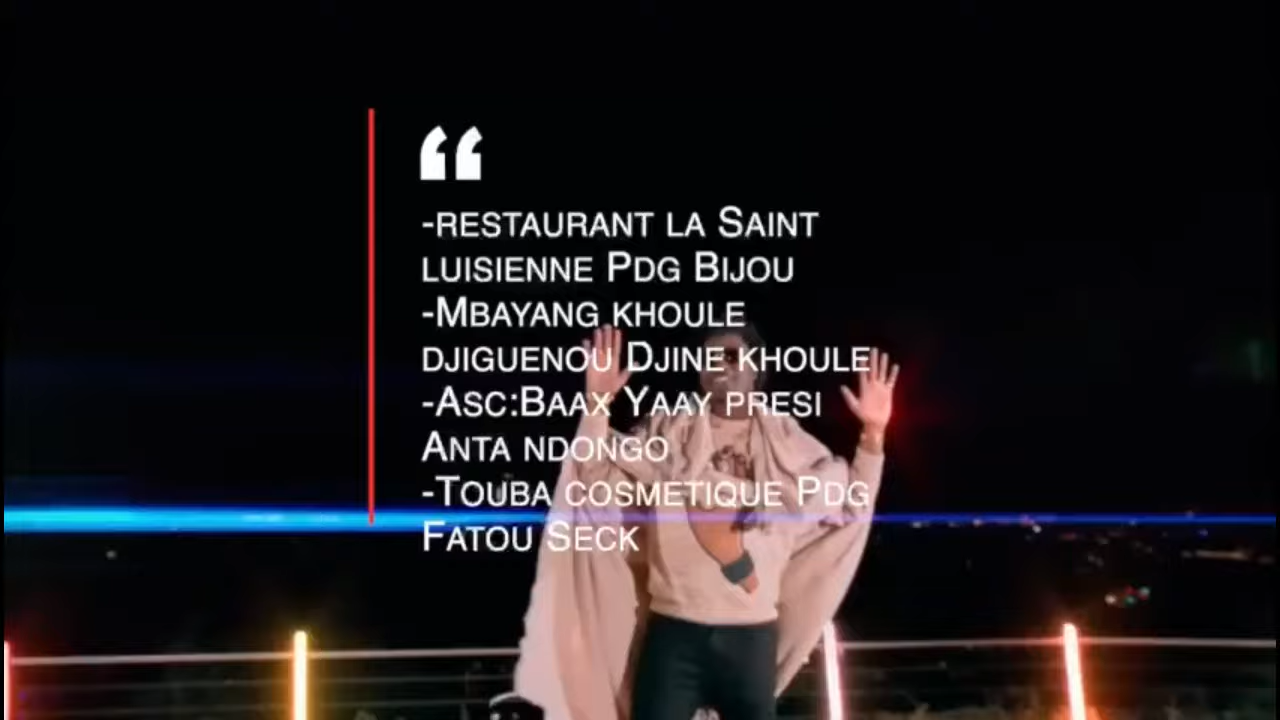 “
-restaurant la Saint
luisienne Pdg Bijou
-Mbayang khoule
djiguenou Djine khoule
-Asc:Baax Yaay presi
Anta ndongo
-Touba cosmetique Pdg
Fatou Seck